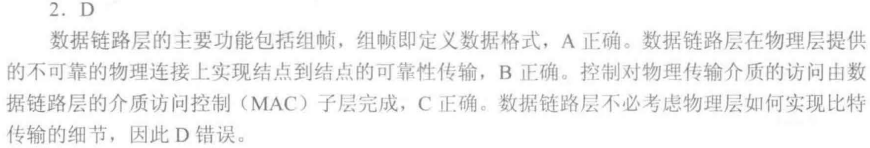 2．D
数据链路层的主要功能包括组帧，组帧即定义数据格式，A 正确。数据链路层在物理层提供
的不可靠的物理连接上实现结点到结点的可靠性传输，B 正确。控制对物理传输介质的访问由数
据链路层的介质访问控制（MAC）子层完成，C 正确。数据链路层不必考虑物理层如何实现比特
传输的细节，因此 D 错误。